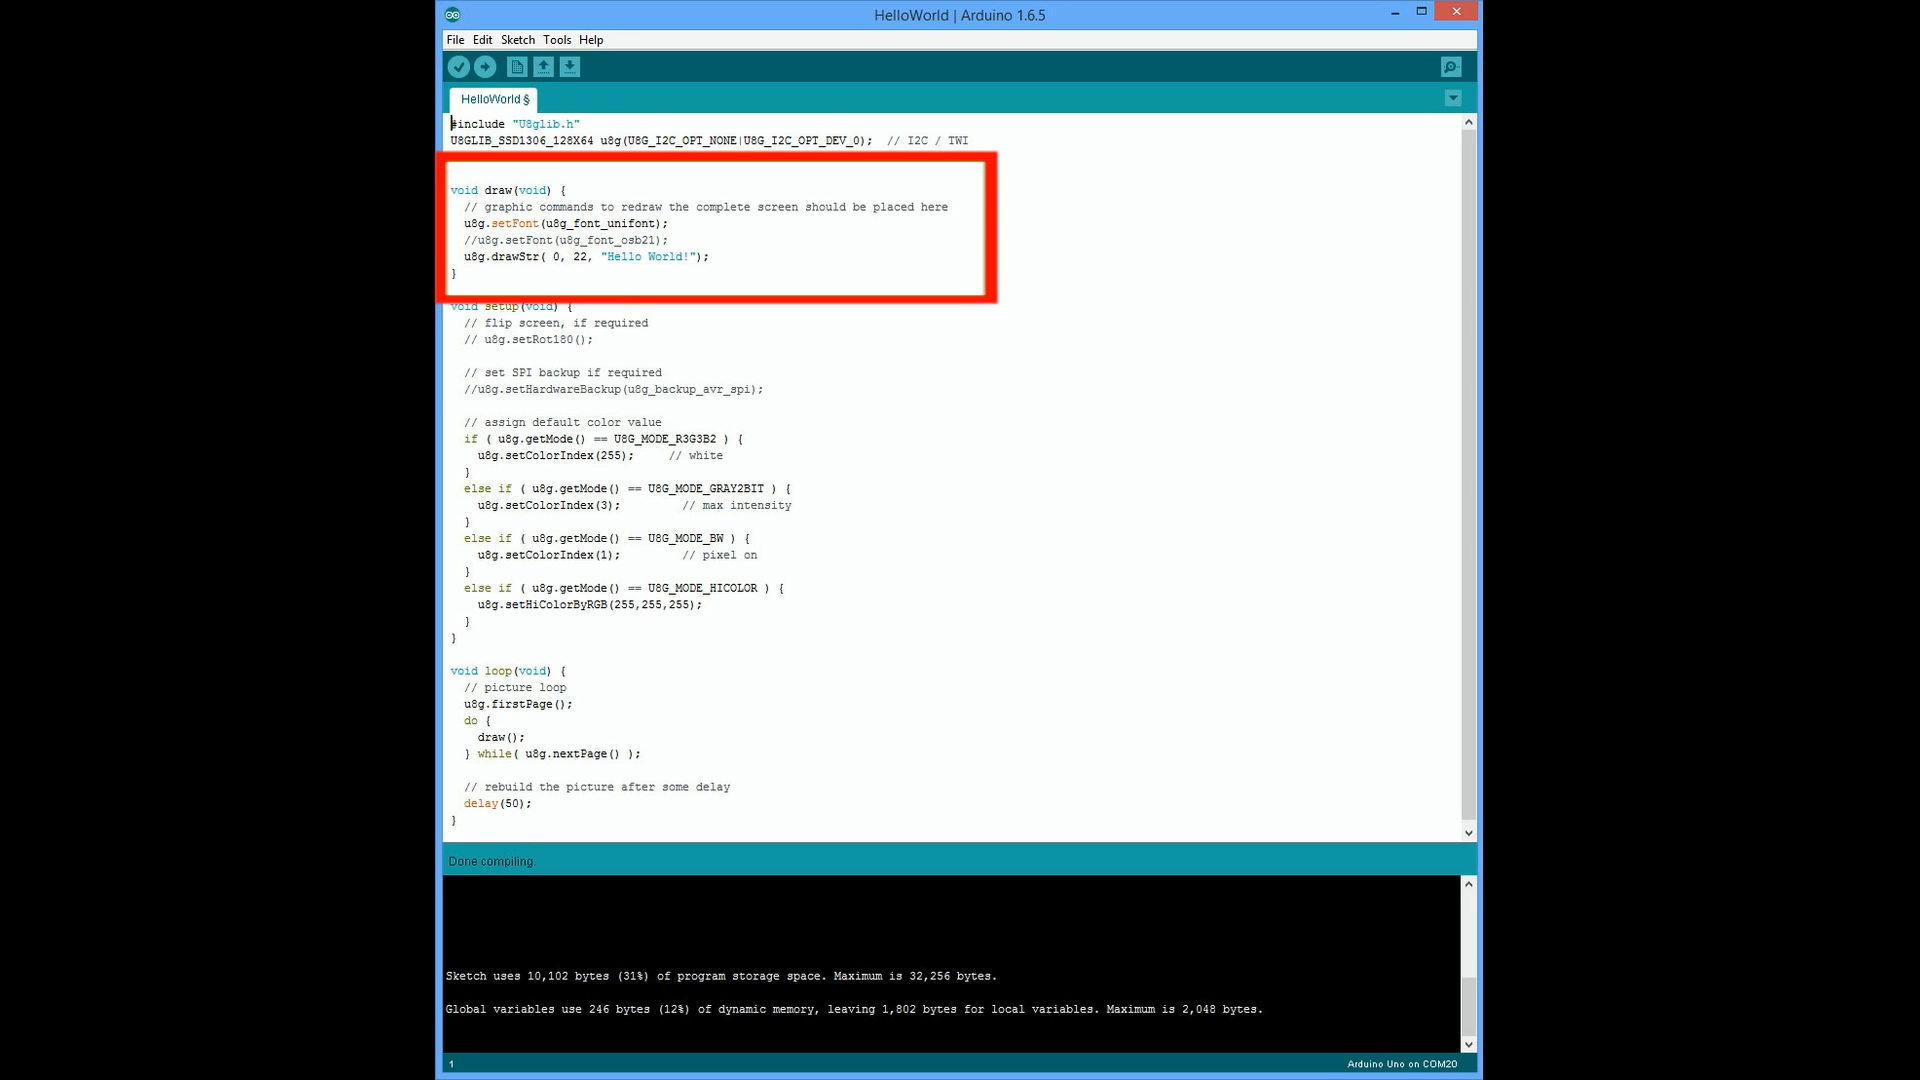 HelloWorld | Arduino 1.6.5
File Edit Sketch Tools Help
HelloWorld §
#include "U8glib.h"
U8GLIB_SSD1306_128X64 u8g(U8G_I2C_OPT_NONE|U8G_I2C_OPT_DEV_0);  // I2C / TWI
void draw(void) {
  // graphic commands to redraw the complete screen should be placed here
  u8g.setFont(u8g_font_unifont);
  //u8g.setFont(u8g_font_osb21);
  u8g.drawStr( 0, 22, "Hello World!");
}
void setup(void) {
  // flip screen, if required
  // u8g.setRot180();
  // set SPI backup if required
  //u8g.setHardwareBackup(u8g_backup_avr_spi);
  // assign default color value
  if ( u8g.getMode() == U8G_MODE_R3G3B2 ) {
    u8g.setColorIndex(255);     // white
  }
  else if ( u8g.getMode() == U8G_MODE_GRAY2BIT ) {
    u8g.setColorIndex(3);         // max intensity
  }
  else if ( u8g.getMode() == U8G_MODE_BW ) {
    u8g.setColorIndex(1);         // pixel on
  }
  else if ( u8g.getMode() == U8G_MODE_HICOLOR ) {
    u8g.setHiColorByRGB(255,255,255);
  }
}
void loop(void) {
  // picture loop
  u8g.firstPage();
  do {
    draw();
  } while( u8g.nextPage() );
  // rebuild the picture after some delay
  delay(50);
}
Done compiling.
Sketch uses 10,102 bytes (31%) of program storage space. Maximum is 32,256 bytes.
Global variables use 246 bytes (12%) of dynamic memory, leaving 1,802 bytes for local variables. Maximum is 2,048 bytes.
1 Arduino Uno on COM20